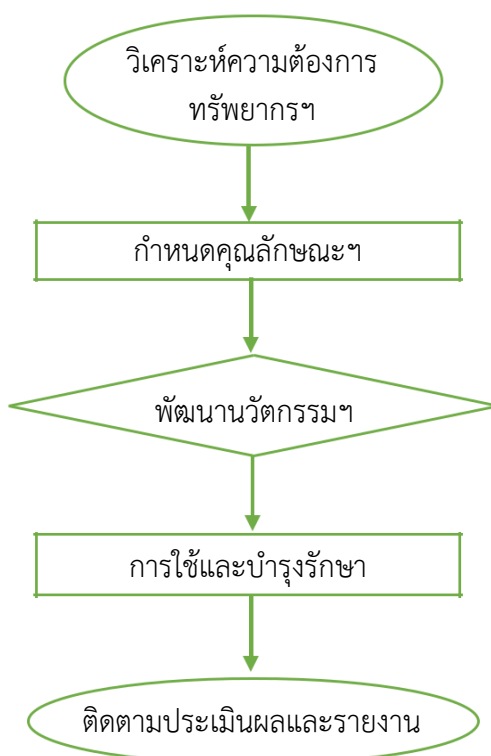 วิเคราะห์ความต้องการ
ทรัพยากรฯ
กำหนดคุณลักษณะฯ
พัฒนานวัตกรรมฯ
การใช้และบำรุงรักษา
ติดตามประเมินผลและรายงาน